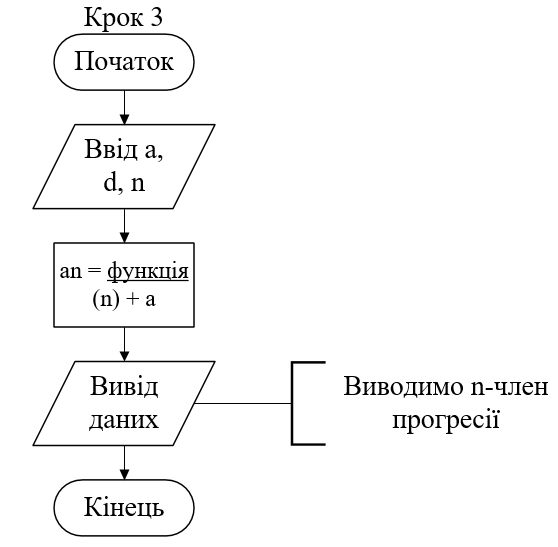 Крок 3
Початок
Ввід a,
d, n
an = функція
(n) + a
Вивід
даних
Виводимо n-член
прогресії
Кінець